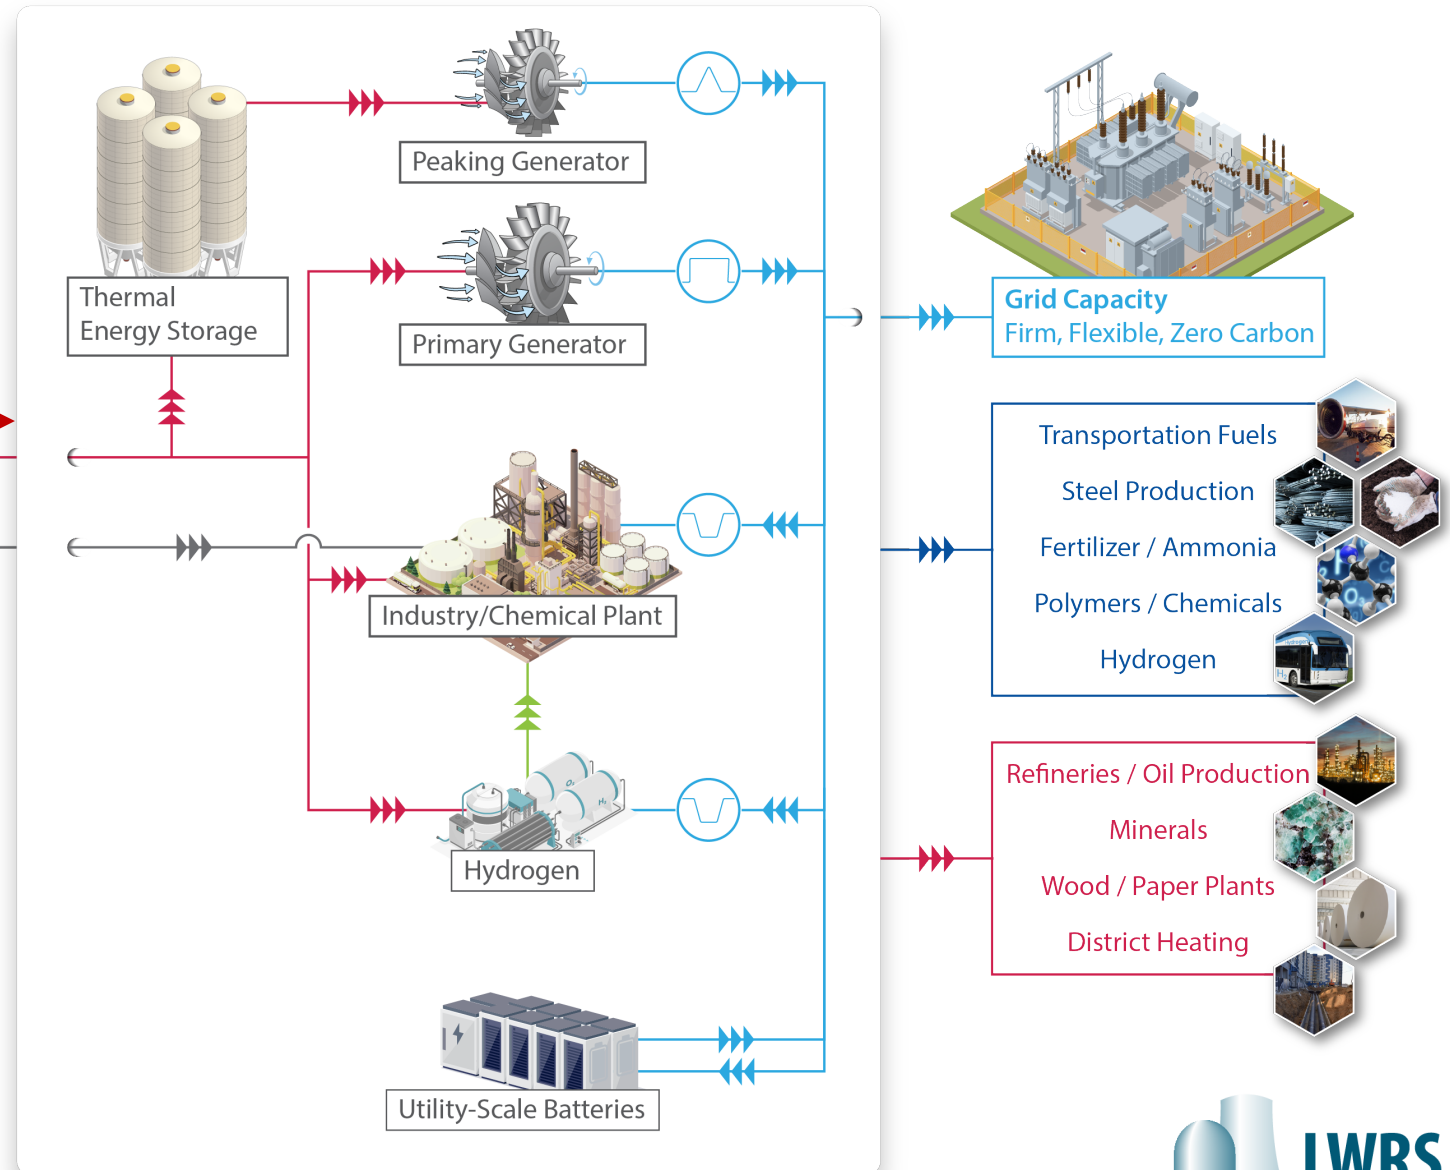 Peaking Generator
Thermal
Energy Storage
Primary Generator
Grid Capacity
Firm, Flexible, Zero Carbon
Transportation Fuels
Steel Production
Fertilizer / Ammonia
Polymers / Chemicals
Hydrogen
Industry/Chemical Plant
O₂
H₂
Hydrogen
Refineries / Oil Production
Minerals
Wood / Paper Plants
District Heating
Utility-Scale Batteries
LWRS